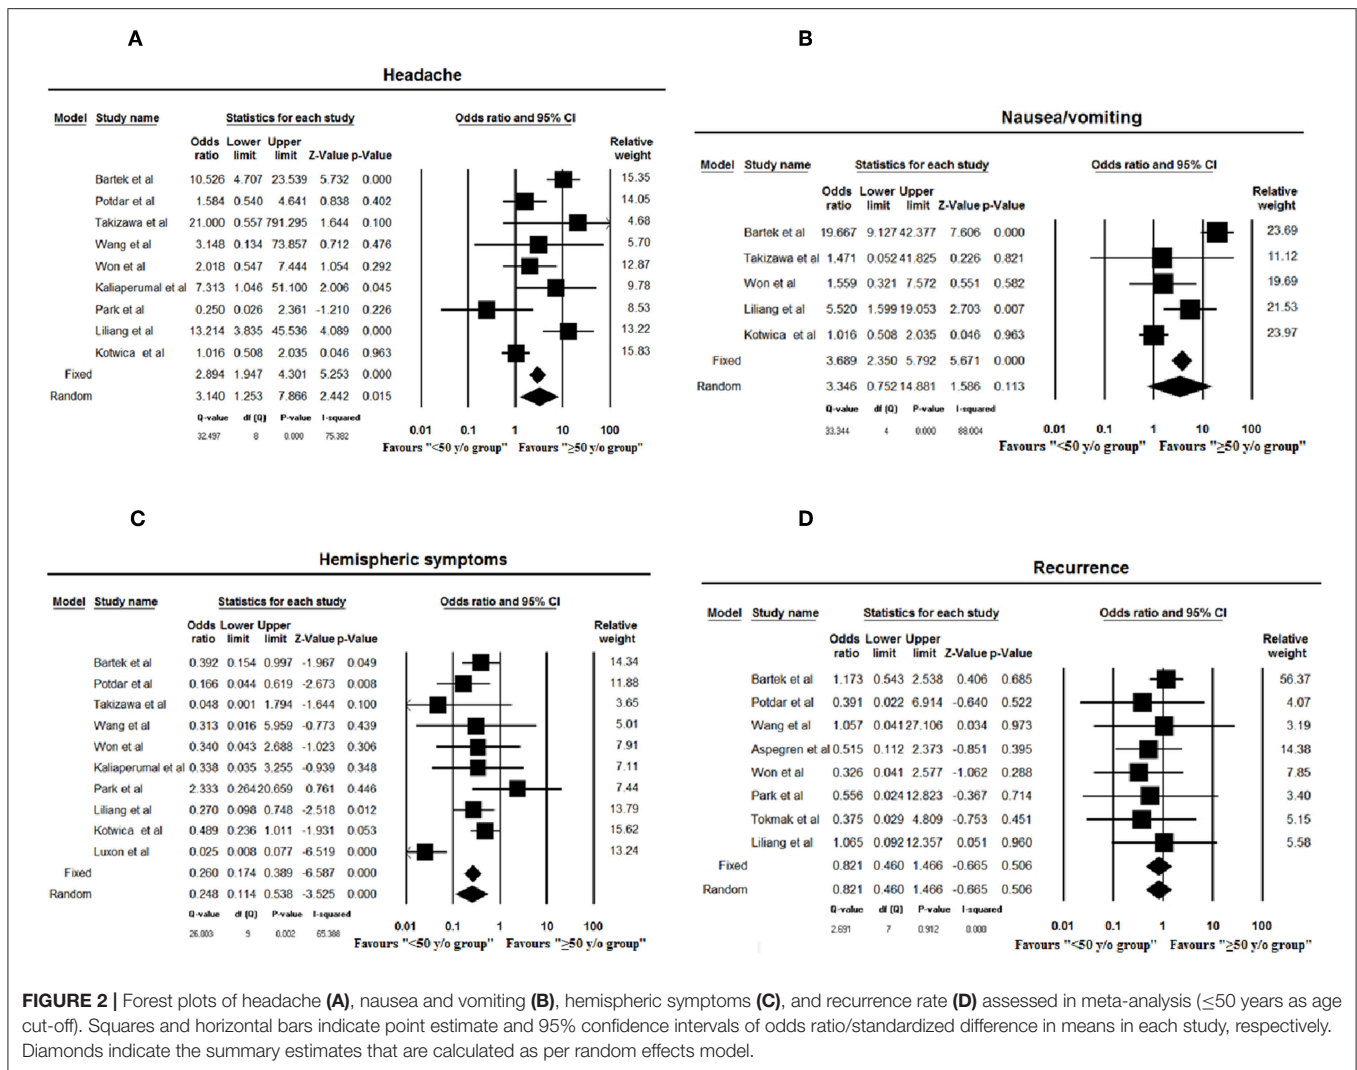 A
Headache
Model Study name Statistics for each study Odds ratio and 95% CI
Odds Lower Upper Relative
ratio limit limit Z-Value p-Value weight
Bartek et al 10.526 4.707 23.539 5.732 0.000 15.35
Potdar et al 1.584 0.540 4.641 0.838 0.402 14.05
Takizawa et al 21.000 0.557 791.295 1.644 0.100 4.68
Wang et al 3.148 0.134 73.857 0.712 0.476 5.70
Won et al 2.018 0.547 7.444 1.054 0.292 12.87
Kaliaperumal et al 7.313 1.046 51.100 2.006 0.045 9.78
Park et al 0.250 0.026 2.361 -1.210 0.226 8.53
Liliang et al 13.214 3.835 45.536 4.089 0.000 13.22
Kotwica et al 1.016 0.508 2.035 0.046 0.963 15.83
Fixed 2.894 1.947 4.301 5.253 0.000
Random 3.140 1.253 7.866 2.442 0.015
Q-value df (Q) P-value I-squared
32.497 8 0.000 75.382
0.01 0.1 1 10 100
Favours "<50 y/o group" Favours "≥50 y/o group"
B
Nausea/vomiting
Model Study name Statistics for each study Odds ratio and 95% CI
Odds Lower Upper Relative
ratio limit limit Z-Value p-Value weight
Bartek et al 19.667 9.127 42.377 7.606 0.000 23.69
Takizawa et al 1.471 0.052 41.825 0.226 0.821 11.12
Won et al 1.559 0.321 7.572 0.551 0.582 19.69
Liliang et al 5.520 1.599 19.053 2.703 0.007 21.53
Kotwica et al 1.016 0.508 2.035 0.046 0.963 23.97
Fixed 3.689 2.350 5.792 5.671 0.000
Random 3.346 0.752 14.881 1.586 0.113
Q-value df (Q) P-value I-squared
33.344 4 0.000 88.004
0.01 0.1 1 10 100
Favours "<50 y/o group" Favours "≥50 y/o group"
C
Hemispheric symptoms
Model Study name Statistics for each study Odds ratio and 95% CI
Odds Lower Upper Relative
ratio limit limit Z-Value p-Value weight
Bartek et al 0.392 0.154 0.997 -1.967 0.049 14.34
Potdar et al 0.166 0.044 0.619 -2.673 0.008 11.88
Takizawa et al 0.048 0.001 1.794 -1.644 0.100 3.65
Wang et al 0.313 0.016 5.959 -0.773 0.439 5.01
Won et al 0.340 0.043 2.688 -1.023 0.306 7.91
Kaliaperumal et al 0.338 0.035 3.255 -0.939 0.348 7.11
Park et al 2.333 0.264 20.659 0.761 0.446 7.44
Liliang et al 0.270 0.098 0.748 -2.518 0.012 13.79
Kotwica et al 0.489 0.236 1.011 -1.931 0.053 15.62
Luxon et al 0.025 0.008 0.077 -6.519 0.000 13.24
Fixed 0.260 0.174 0.389 -6.587 0.000
Random 0.248 0.114 0.538 -3.525 0.000
Q-value df (Q) P-value I-squared
26.003 9 0.002 65.388
0.01 0.1 1 10 100
Favours "<50 y/o group" Favours "≥50 y/o group"
D
Recurrence
Model Study name Statistics for each study Odds ratio and 95% CI
Odds Lower Upper Relative
ratio limit limit Z-Value p-Value weight
Bartek et al 1.173 0.543 2.538 0.406 0.685 56.37
Potdar et al 0.391 0.022 6.914 -0.640 0.522 4.07
Wang et al 1.057 0.041 27.106 0.034 0.973 3.19
Aspegren et al 0.515 0.112 2.373 -0.851 0.395 14.38
Won et al 0.326 0.041 2.577 -1.062 0.288 7.85
Park et al 0.556 0.024 12.823 -0.367 0.714 3.40
Tokmak et al 0.375 0.029 4.809 -0.753 0.451 5.15
Liliang et al 1.065 0.092 12.357 0.051 0.960 5.58
Fixed 0.821 0.460 1.466 -0.665 0.506
Random 0.821 0.460 1.466 -0.665 0.506
Q-value df (Q) P-value I-squared
2.691 7 0.912 0.000
0.01 0.1 1 10 100
Favours "<50 y/o group" Favours "≥50 y/o group"
FIGURE 2 | Forest plots of headache (A), nausea and vomiting (B), hemispheric symptoms (C), and recurrence rate (D) assessed in meta-analysis (≤50 years as age
cut-off). Squares and horizontal bars indicate point estimate and 95% confidence intervals of odds ratio/standardized difference in means in each study, respectively.
Diamonds indicate the summary estimates that are calculated as per random effects model.